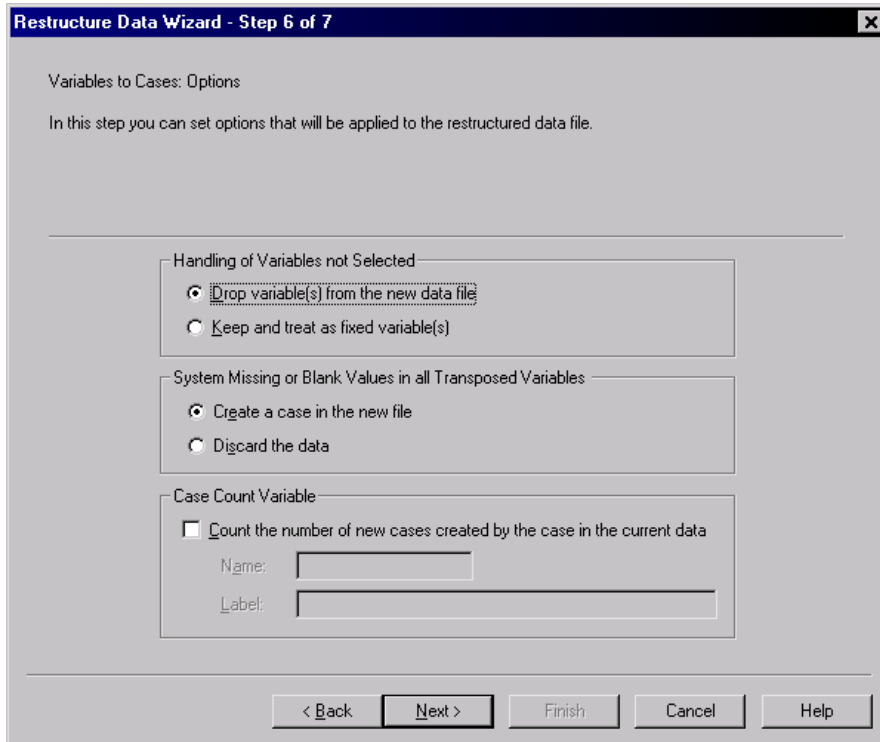 Restructure Data Wizard - Step 6 of 7
Variables to Cases: Options
In this step you can set options that will be applied to the restructured data file.
Handling of Variables not Selected
Drop variable(s) from the new data file
Keep and treat as fixed variable(s)
System Missing or Blank Values in all Transposed Variables
Create a case in the new file
Discard the data
Case Count Variable
Count the number of new cases created by the case in the current data
Name:
Label:
< Back
Next >
Finish
Cancel
Help